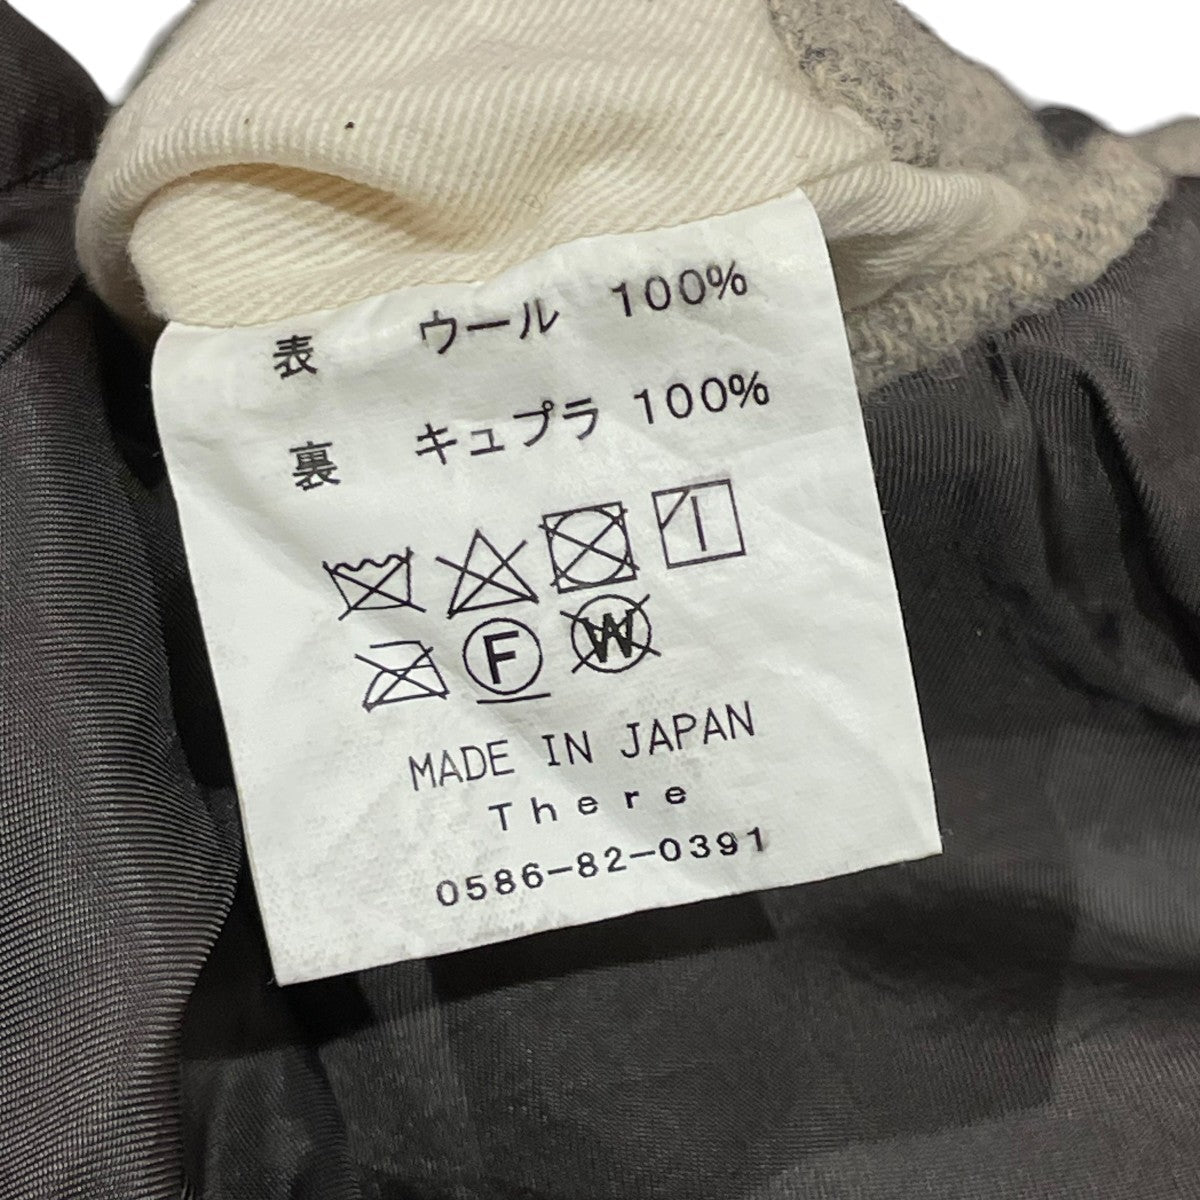 表 ウール 100%
裏 キュプラ 100%
F W
MADE IN JAPAN
There
0586-82-0391